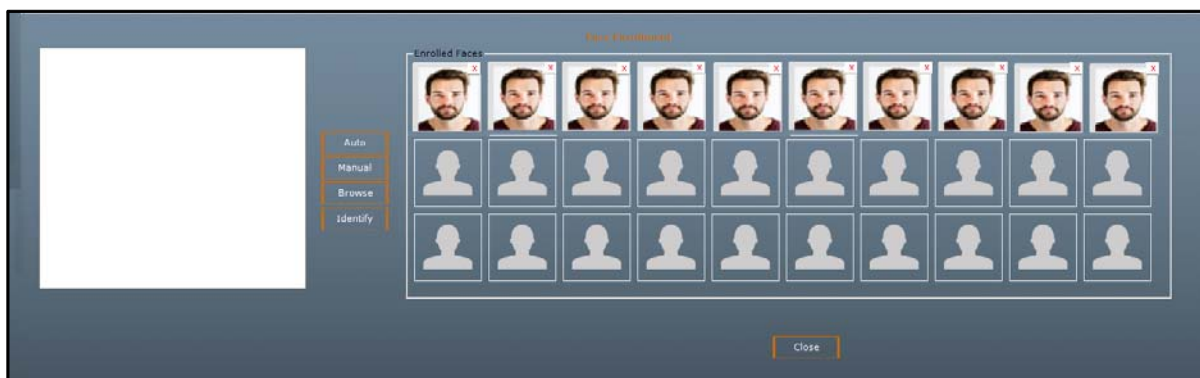 Face Enrollment
Enrolled Faces
X X X X X X X X X X
Auto
Manual
Browse
Identify
Close